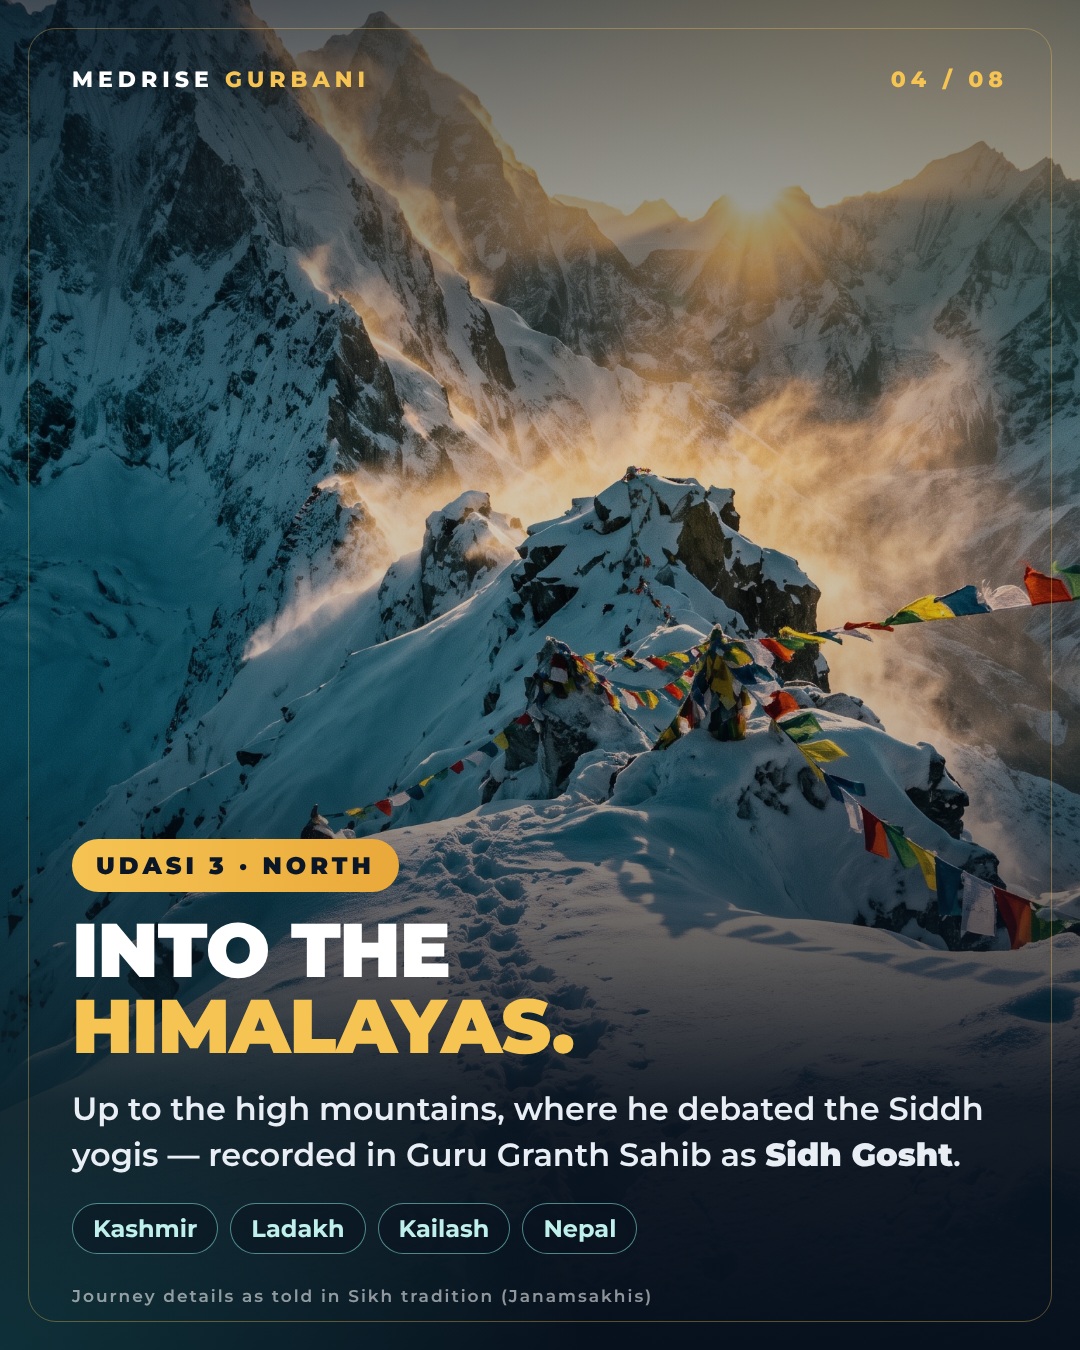 MEDRISE GURBANI
04 / 08
UDASI 3 · NORTH
INTO THE
HIMALAYAS.
Up to the high mountains, where he debated the Siddh
yogis — recorded in Guru Granth Sahib as Sidh Gosht.
Kashmir Ladakh Kailash Nepal
Journey details as told in Sikh tradition (Janamsakhis)